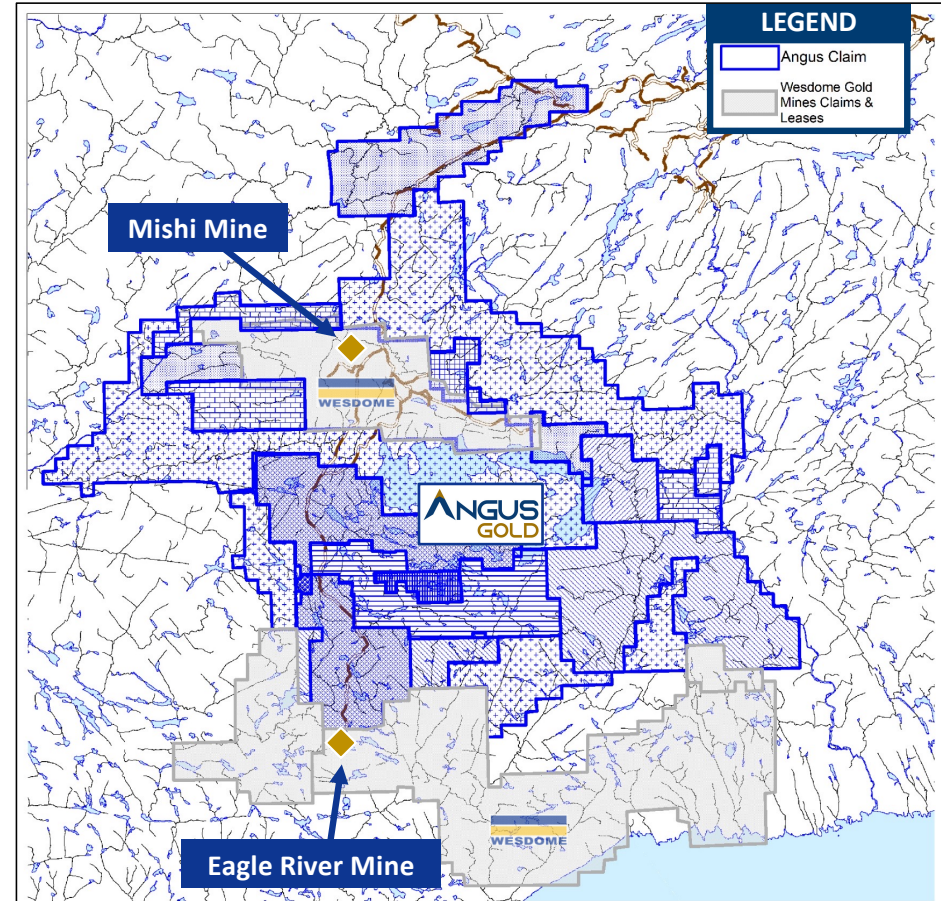 LEGEND
Angus Claim
Wesdome Gold
Mines Claims &
Leases
Mishi Mine
WESDOME
ANGUS
GOLD
WESDOME
Eagle River Mine